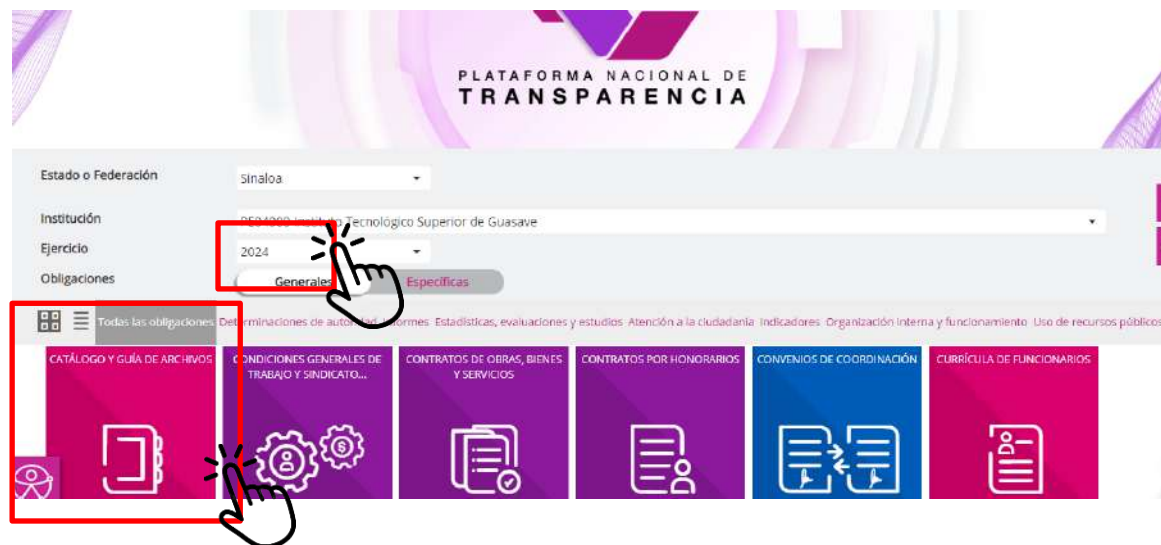 PLATAFORMA NACIONAL DE
TRANSPARENCIA
Estado o Federación
Sinaloa
Institución
Instituto Tecnológico Superior de Guasave
Ejercicio
2024
Obligaciones
Generales
Específicas
Todas las obligaciones Determinaciones de autoridad Informes Estadísticas, evaluaciones y estudios Atención a la ciudadanía Indicadores Organización interna y funcionamiento Uso de recursos públicos
CATÁLOGO Y GUÍA DE ARCHIVOS
CONDICIONES GENERALES DE
TRABAJO Y SINDICATO...
CONTRATOS DE OBRAS, BIENES
Y SERVICIOS
CONTRATOS POR HONORARIOS
CONVENIOS DE COORDINACIÓN
CURRÍCULA DE FUNCIONARIOS